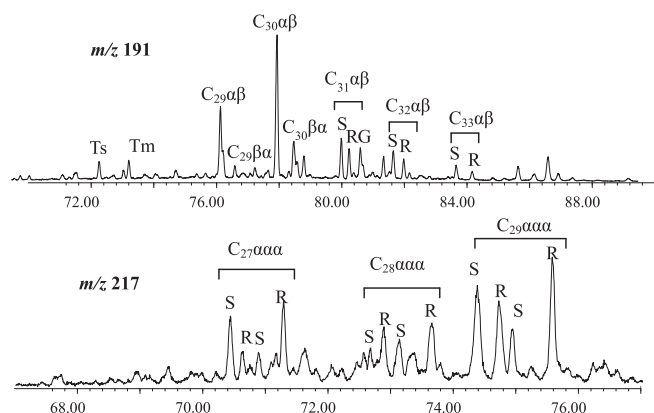 m/z 191
C₃₀αβ
C₂₉αβ
C₃₁αβ
C₃₂αβ
C₃₃αβ
Ts
Tm
C₂₉βα
C₃₀βα
S
R
G
S
R
S
R
72.00 76.00 80.00 84.00 88.00
m/z 217
C₂₇ααα
C₂₈ααα
C₂₉ααα
S
R
S
R
S
R
S
R
S
R
S
R
68.00 70.00 72.00 74.00 76.00